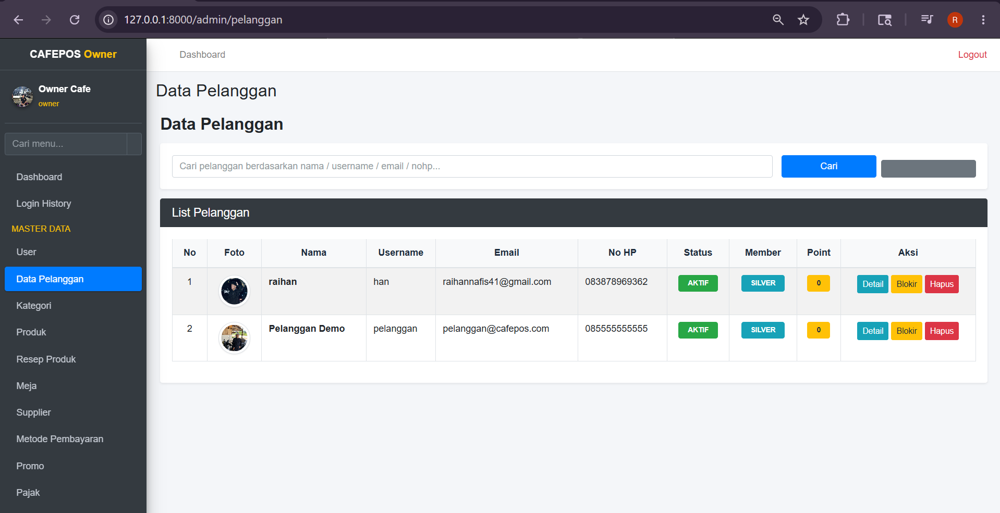 127.0.0.1:8000/admin/pelanggan
R
CAFEPOS Owner
Owner Cafe
owner
Cari menu...
Dashboard
Login History
MASTER DATA
User
Data Pelanggan
Kategori
Produk
Resep Produk
Meja
Supplier
Metode Pembayaran
Promo
Pajak
Dashboard
Logout
Data Pelanggan
Data Pelanggan
Cari pelanggan berdasarkan nama / username / email / nohp...
Cari
List Pelanggan
No Foto Nama Username Email No HP Status Member Point Aksi
1 raihan han raihannafis41@gmail.com 083878969362 AKTIF SILVER 0 Detail Blokir Hapus
2 Pelanggan Demo pelanggan pelanggan@cafepos.com 085555555555 AKTIF SILVER 0 Detail Blokir Hapus